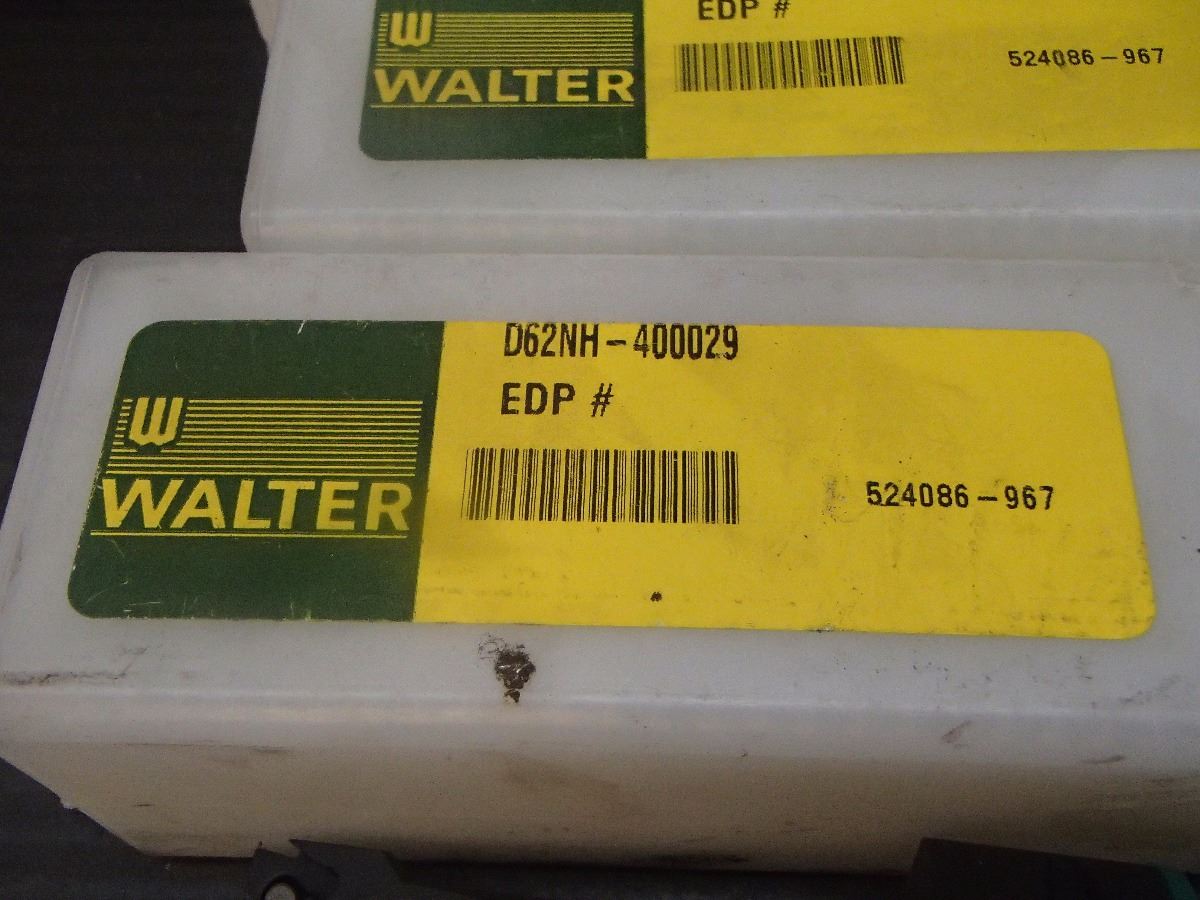 EDP #
W
WALTER
524086-967
D62NH-400029
EDP #
W
WALTER
524086-967